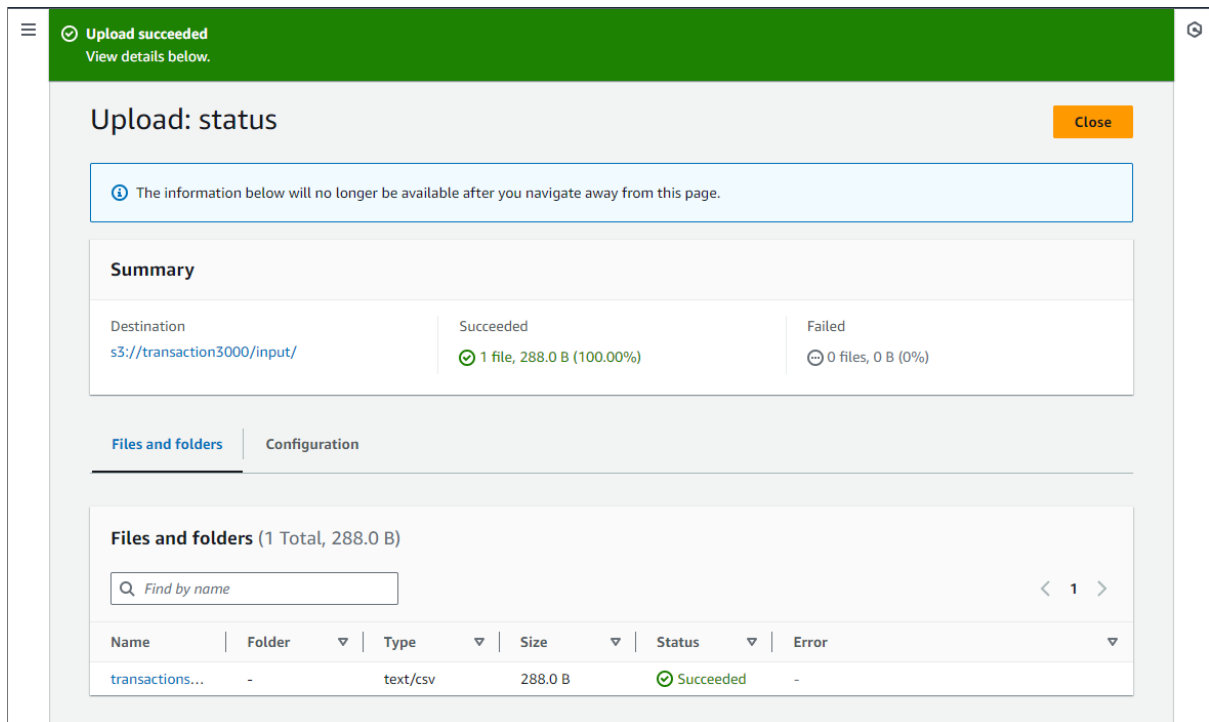 Upload succeeded
View details below.
Upload: status
Close
The information below will no longer be available after you navigate away from this page.
Summary
Destination
s3://transaction3000/input/
Succeeded
1 file, 288.0 B (100.00%)
Failed
0 files, 0 B (0%)
Files and folders
Configuration
Files and folders (1 Total, 288.0 B)
Find by name
1
Name Folder Type Size Status Error
transactions... - text/csv 288.0 B Succeeded -